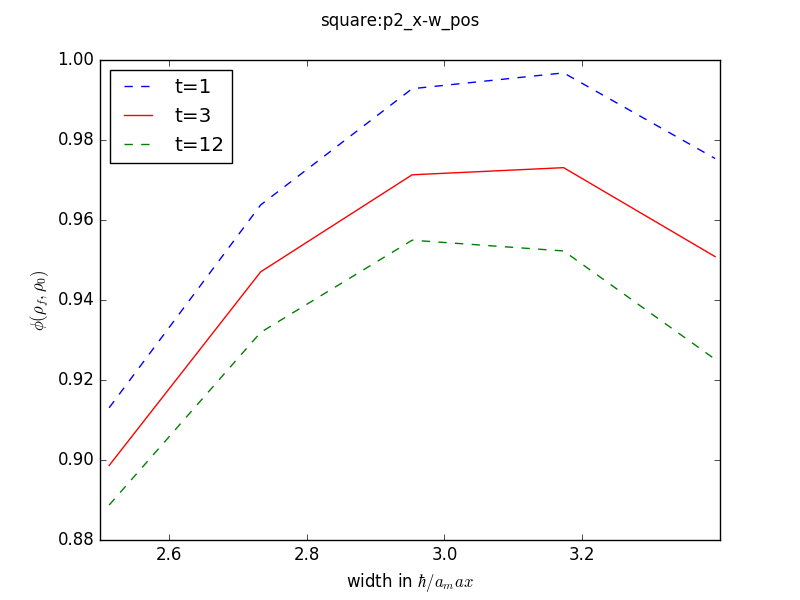 square:p2_x-w_pos
t=1
t=3
t=12
1.00
0.98
0.96
0.94
0.92
0.90
0.88
ϕ(ρ_f, ρ_0)
2.6 2.8 3.0 3.2
width in ħ/a_max